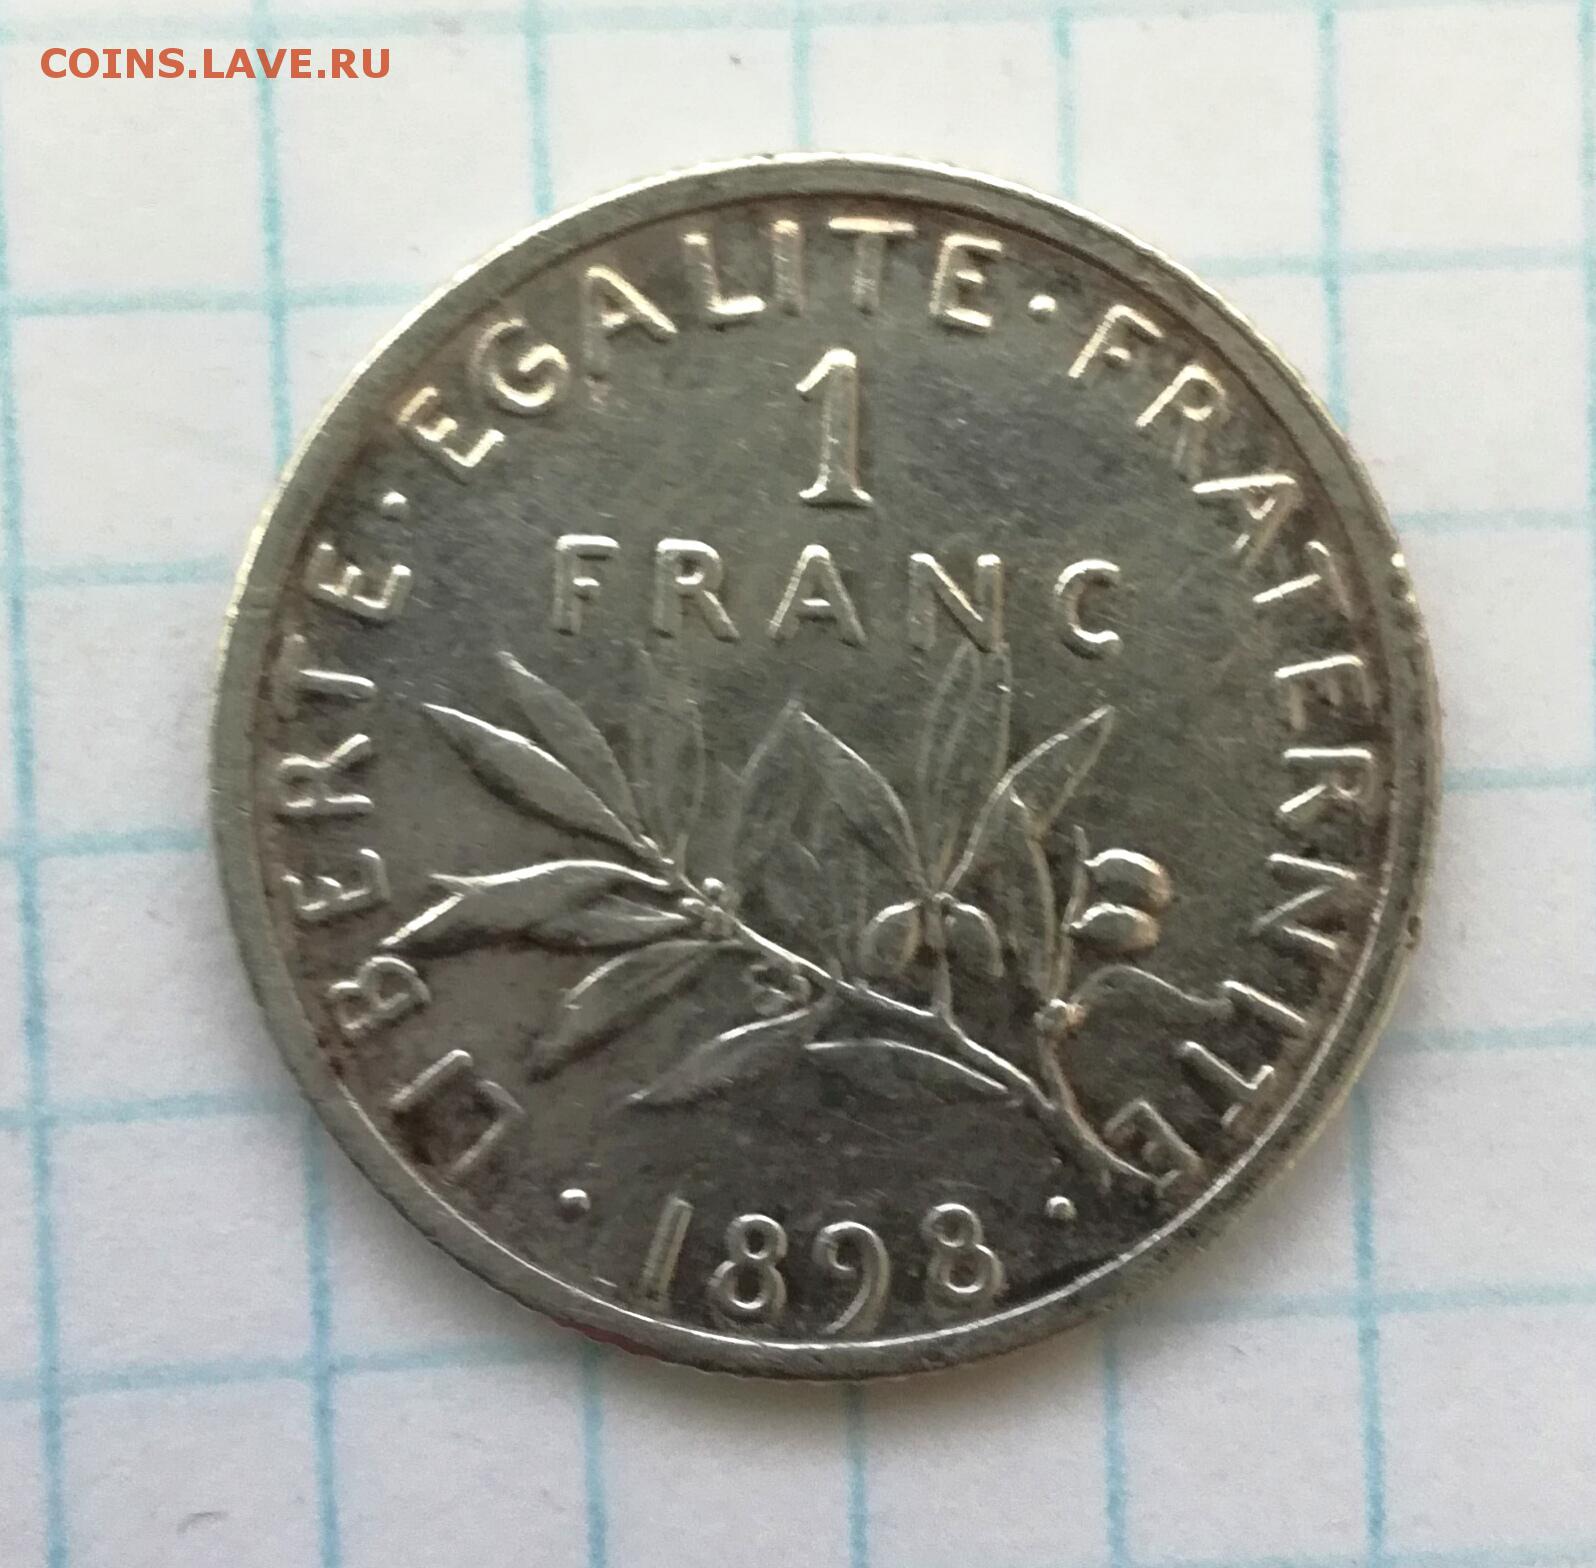 COINS.LAVE.RU
LIBERTE · EGALITE · FRATERNITE
1
FRANC
· 1898 ·